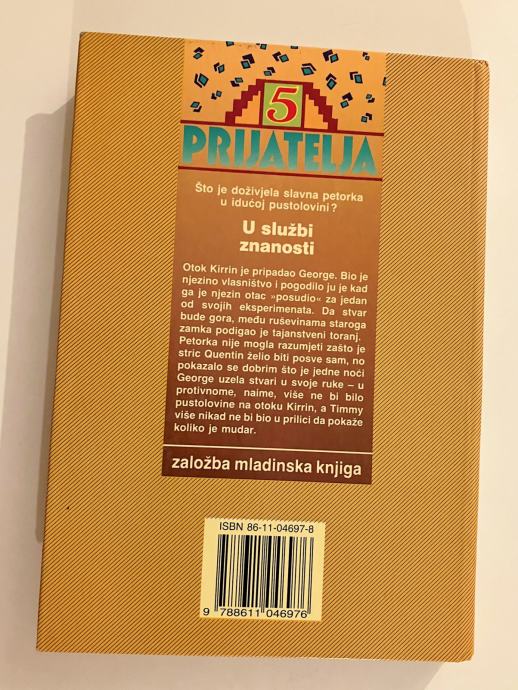 5
PRIJATELJA
Što je doživjela slavna petorka
u idućoj pustolovini?
U službi
znanosti
Otok Kirrin je pripadao George. Bio je
njezino vlasništvo i pogodilo ju je kad
ga je njezin otac »posudio« za jedan
od svojih eksperimenata. Da stvar
bude gora, među ruševinama staroga
zamka podigao je tajanstveni toranj.
Petorka nije mogla razumjeti zašto je
stric Quentin želio biti posve sam, no
pokazalo se dobrim što je jedne noći
George uzela stvari u svoje ruke – u
protivnome, naime, više ne bi bilo
pustolovine na otoku Kirrin, a Timmy
više nikad ne bi bio u prilici da pokaže
koliko je mudar.
založba mladinska knjiga
ISBN 86-11-04697-8
9 788611 046976